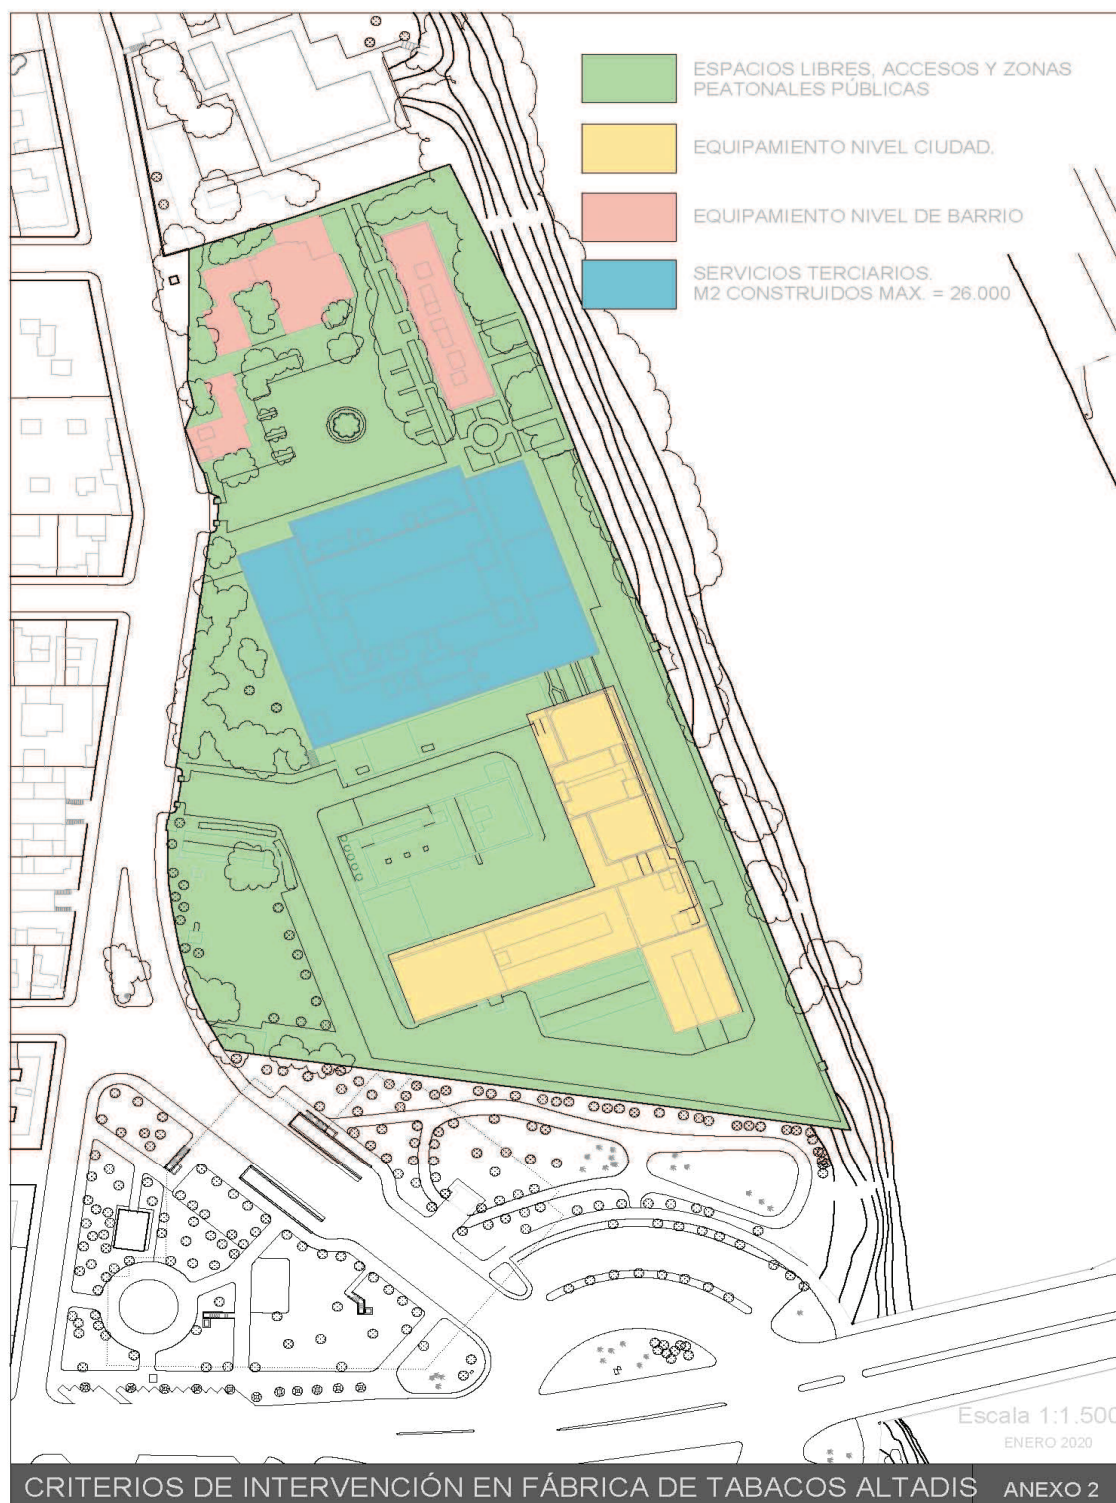 ESPACIOS LIBRES, ACCESOS Y ZONAS
PEATONALES PÚBLICAS
EQUIPAMIENTO NIVEL CIUDAD.
EQUIPAMIENTO NIVEL DE BARRIO
SERVICIOS TERCIARIOS.
M2 CONSTRUIDOS MAX. = 26.000
Escala 1:1.500
ENERO 2020
CRITERIOS DE INTERVENCIÓN EN FÁBRICA DE TABACOS ALTADIS ANEXO 2